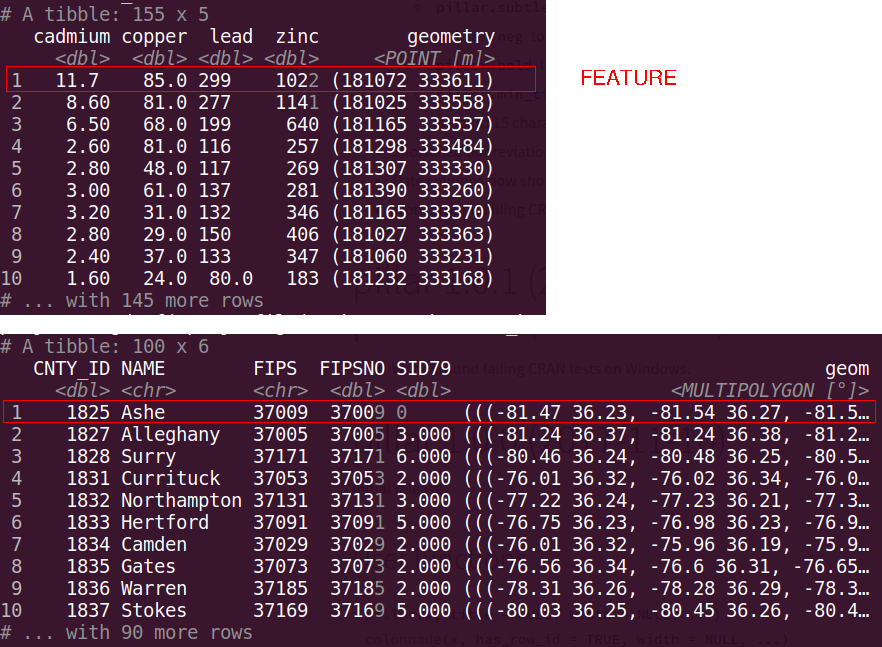 # A tibble: 155 x 5
cadmium copper lead zinc geometry
<dbl> <dbl> <dbl> <dbl> <POINT [m]>
1 11.7 85.0 299 1022 (181072 333611)
2 8.60 81.0 277 1141 (181025 333558)
3 6.50 68.0 199 640 (181165 333537)
4 2.60 81.0 116 257 (181298 333484)
5 2.80 48.0 117 269 (181307 333330)
6 3.00 61.0 137 281 (181390 333260)
7 3.20 31.0 132 346 (181165 333370)
8 2.80 29.0 150 406 (181027 333363)
9 2.40 37.0 133 347 (181060 333231)
10 1.60 24.0 80.0 183 (181232 333168)
# ... with 145 more rows
FEATURE
# A tibble: 100 x 6
CNTY_ID NAME FIPS FIPSNO SID79 geom
<dbl> <chr> <chr> <dbl> <dbl> <MULTIPOLYGON [°]>
1 1825 Ashe 37009 37009 0 (((-81.47 36.23, -81.54 36.27, -81.5…
2 1827 Alleghany 37005 37005 3.000 (((-81.24 36.37, -81.24 36.38, -81.2…
3 1828 Surry 37171 37171 6.000 (((-80.46 36.24, -80.48 36.25, -80.5…
4 1831 Currituck 37053 37053 2.000 (((-76.01 36.32, -76.02 36.34, -76.0…
5 1832 Northampton 37131 37131 3.000 (((-77.22 36.24, -77.23 36.21, -77.3…
6 1833 Hertford 37091 37091 5.000 (((-76.75 36.23, -76.98 36.23, -76.9…
7 1834 Camden 37029 37029 2.000 (((-76.01 36.32, -75.96 36.19, -75.9…
8 1835 Gates 37073 37073 2.000 (((-76.56 36.34, -76.6 36.31, -76.65…
9 1836 Warren 37185 37185 2.000 (((-78.31 36.26, -78.28 36.29, -78.3…
10 1837 Stokes 37169 37169 5.000 (((-80.03 36.25, -80.45 36.26, -80.4…
# ... with 90 more rows